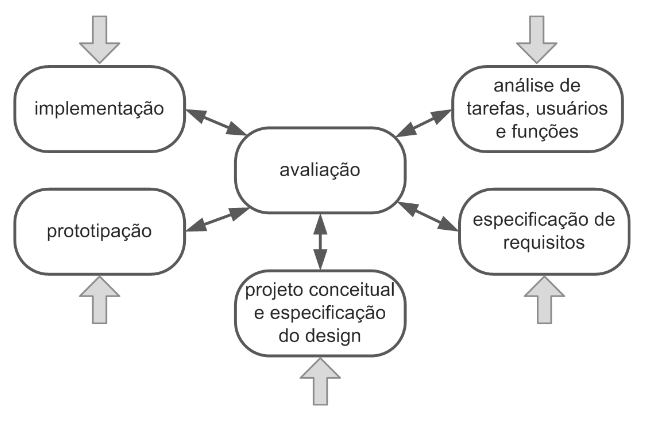 implementação
análise de
tarefas, usuários
e funções
avaliação
prototipação
especificação de
requisitos
projeto conceitual
e especificação
do design